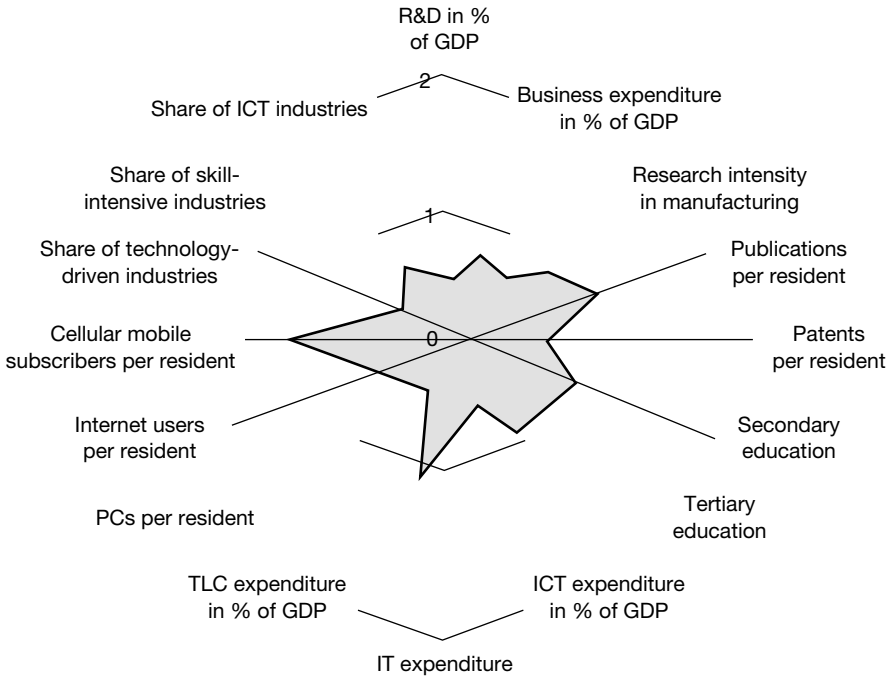 R&D in %
of GDP
2
Share of ICT industries
Business expenditure
in % of GDP
Share of skill-
intensive industries
Research intensity
in manufacturing
1
Share of technology-
driven industries
Publications
per resident
Cellular mobile
subscribers per resident
0
Patents
per resident
Internet users
per resident
Secondary
education
PCs per resident
Tertiary
education
TLC expenditure
in % of GDP
ICT expenditure
in % of GDP
IT expenditure